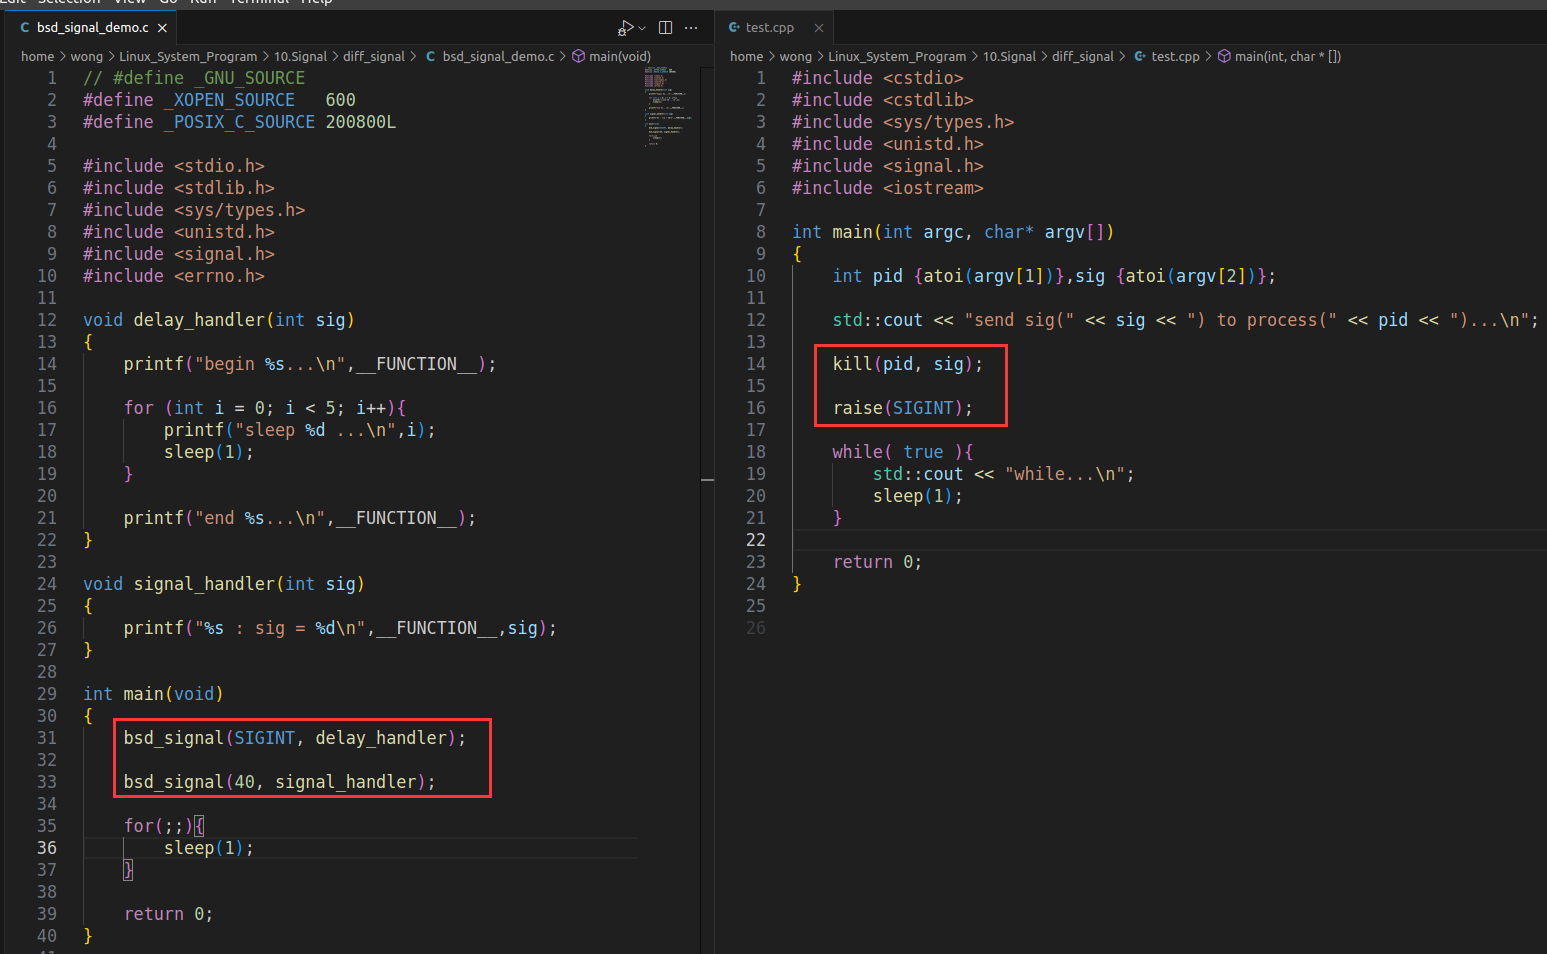 Edit Selection View Go Run Terminal Help
C bsd_signal_demo.c ×
home > wong > Linux_System_Program > 10.Signal > diff_signal > C bsd_signal_demo.c > main(void)
1 // #define _GNU_SOURCE
2 #define _XOPEN_SOURCE   600
3 #define _POSIX_C_SOURCE 200800L
4
5 #include <stdio.h>
6 #include <stdlib.h>
7 #include <sys/types.h>
8 #include <unistd.h>
9 #include <signal.h>
10 #include <errno.h>
11
12 void delay_handler(int sig)
13 {
14     printf("begin %s...\n",__FUNCTION__);
15
16     for (int i = 0; i < 5; i++){
17         printf("sleep %d ...\n",i);
18         sleep(1);
19     }
20
21     printf("end %s...\n",__FUNCTION__);
22 }
23
24 void signal_handler(int sig)
25 {
26     printf("%s : sig = %d\n",__FUNCTION__,sig);
27 }
28
29 int main(void)
30 {
31     bsd_signal(SIGINT, delay_handler);
32
33     bsd_signal(40, signal_handler);
34
35     for(;;){
36         sleep(1);
37     }
38
39     return 0;
40 }
41
test.cpp ×
home > wong > Linux_System_Program > 10.Signal > diff_signal > test.cpp > main(int, char * [])
1 #include <cstdio>
2 #include <cstdlib>
3 #include <sys/types.h>
4 #include <unistd.h>
5 #include <signal.h>
6 #include <iostream>
7
8 int main(int argc, char* argv[])
9 {
10     int pid {atoi(argv[1])},sig {atoi(argv[2])};
11
12     std::cout << "send sig(" << sig << ") to process(" << pid << ")...\n";
13
14     kill(pid, sig);
15
16     raise(SIGINT);
17
18     while( true ){
19         std::cout << "while...\n";
20         sleep(1);
21     }
22
23     return 0;
24 }
25
26